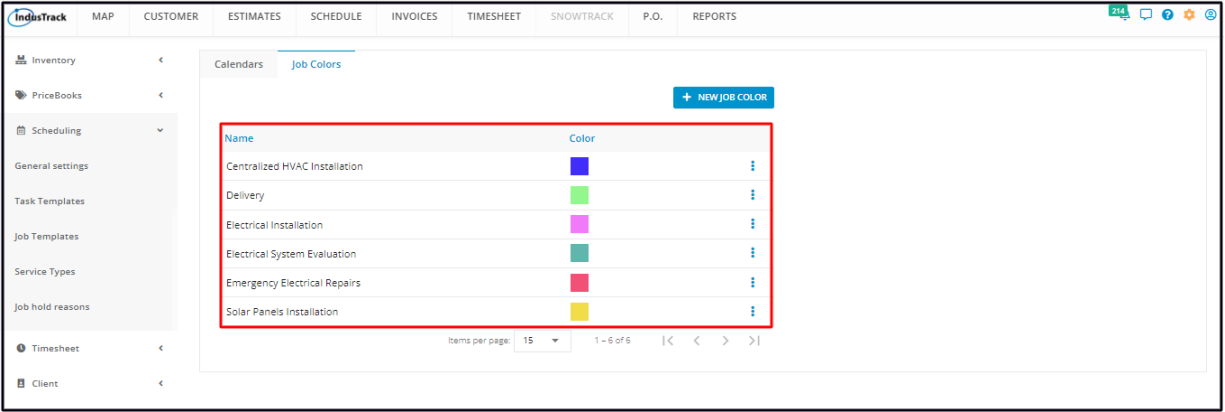 IndusTrack MAP CUSTOMER ESTIMATES SCHEDULE INVOICES TIMESHEET SNOWTRACK P.O. REPORTS 214
Inventory
PriceBooks
Scheduling
General settings
Task Templates
Job Templates
Service Types
Job hold reasons
Timesheet
Client
Calendars Job Colors
+ NEW JOB COLOR
Name Color
Centralized HVAC Installation
Delivery
Electrical Installation
Electrical System Evaluation
Emergency Electrical Repairs
Solar Panels Installation
Items per page: 15 1 – 6 of 6